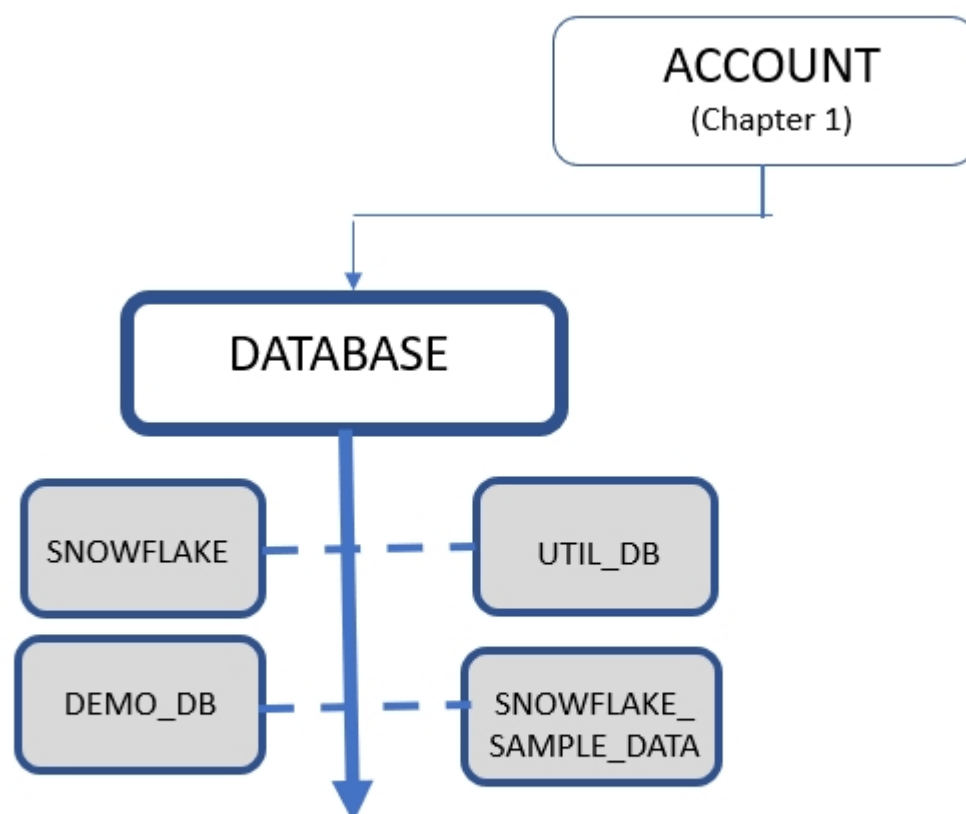 ACCOUNT
(Chapter 1)
DATABASE
SNOWFLAKE
UTIL_DB
DEMO_DB
SNOWFLAKE_
SAMPLE_DATA